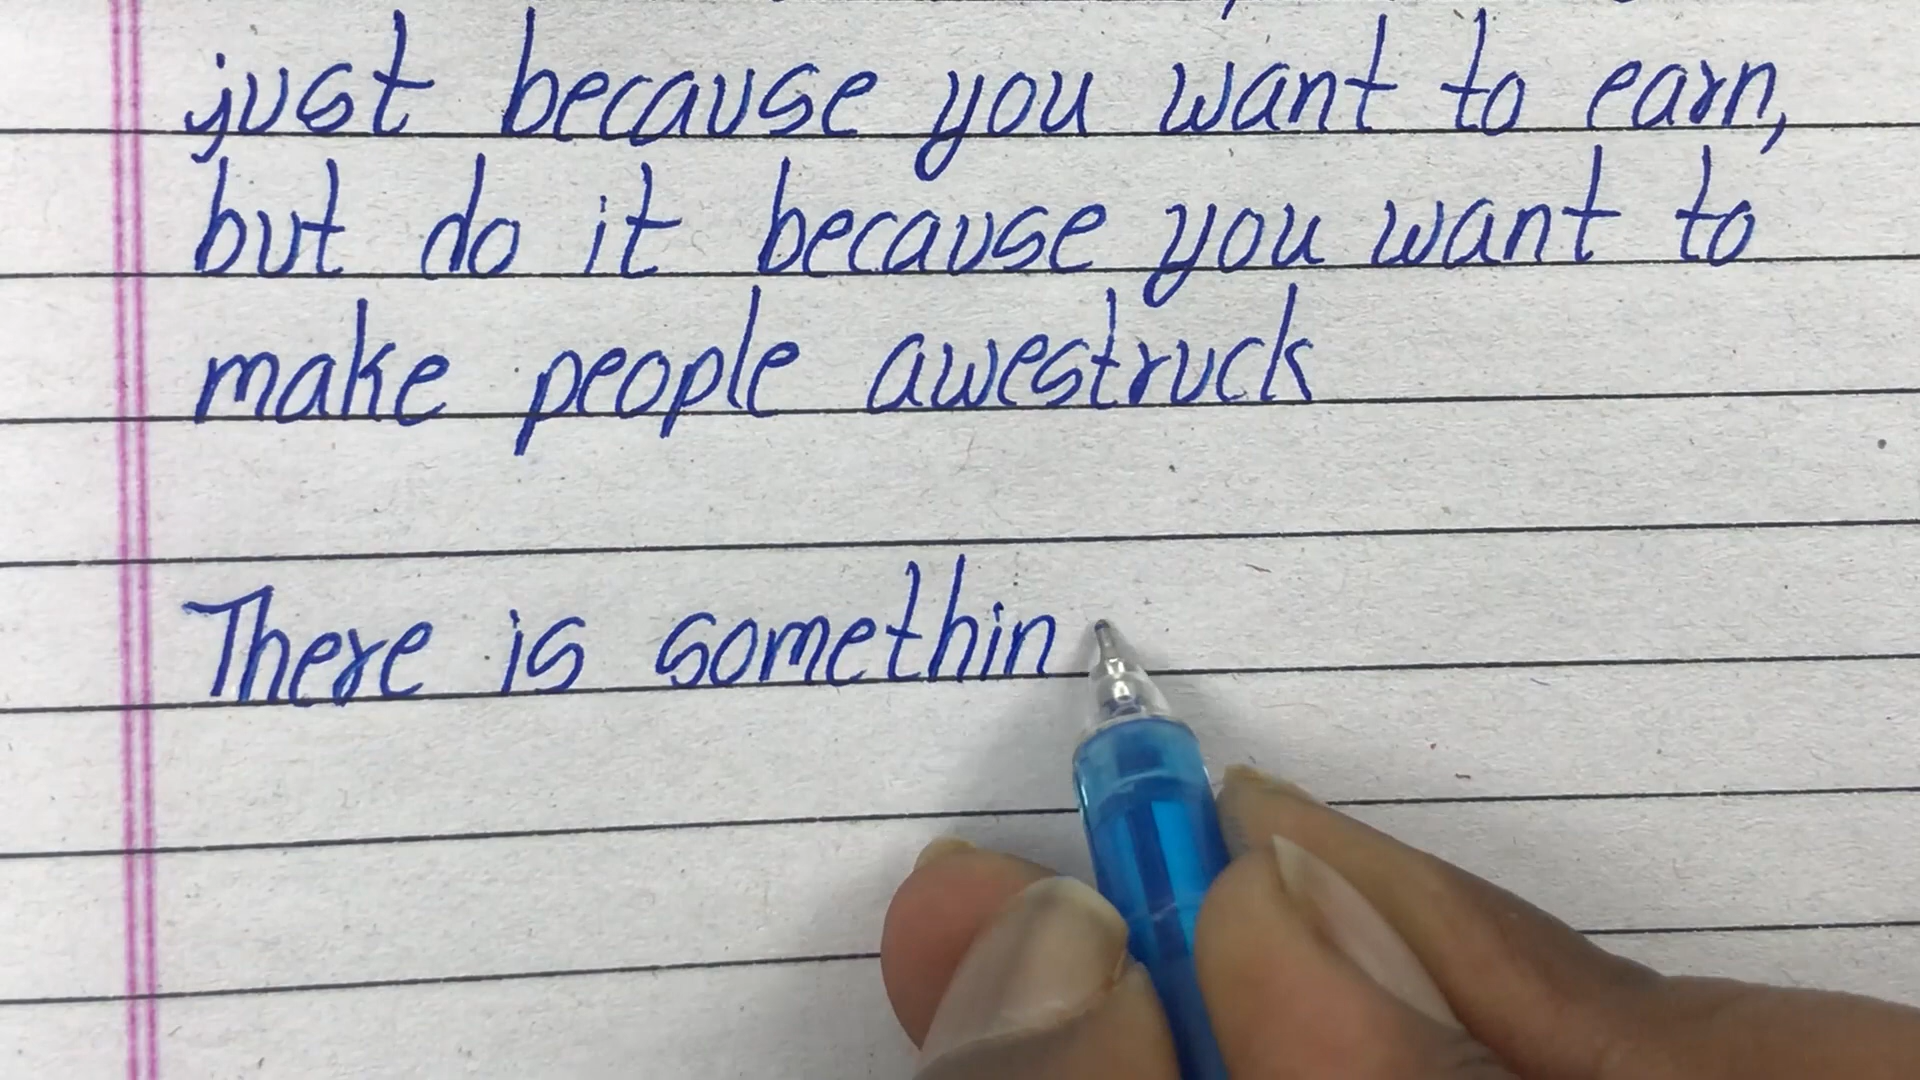 just because you want to earn,
but do it because you want to
make people awestruck
There is somethin